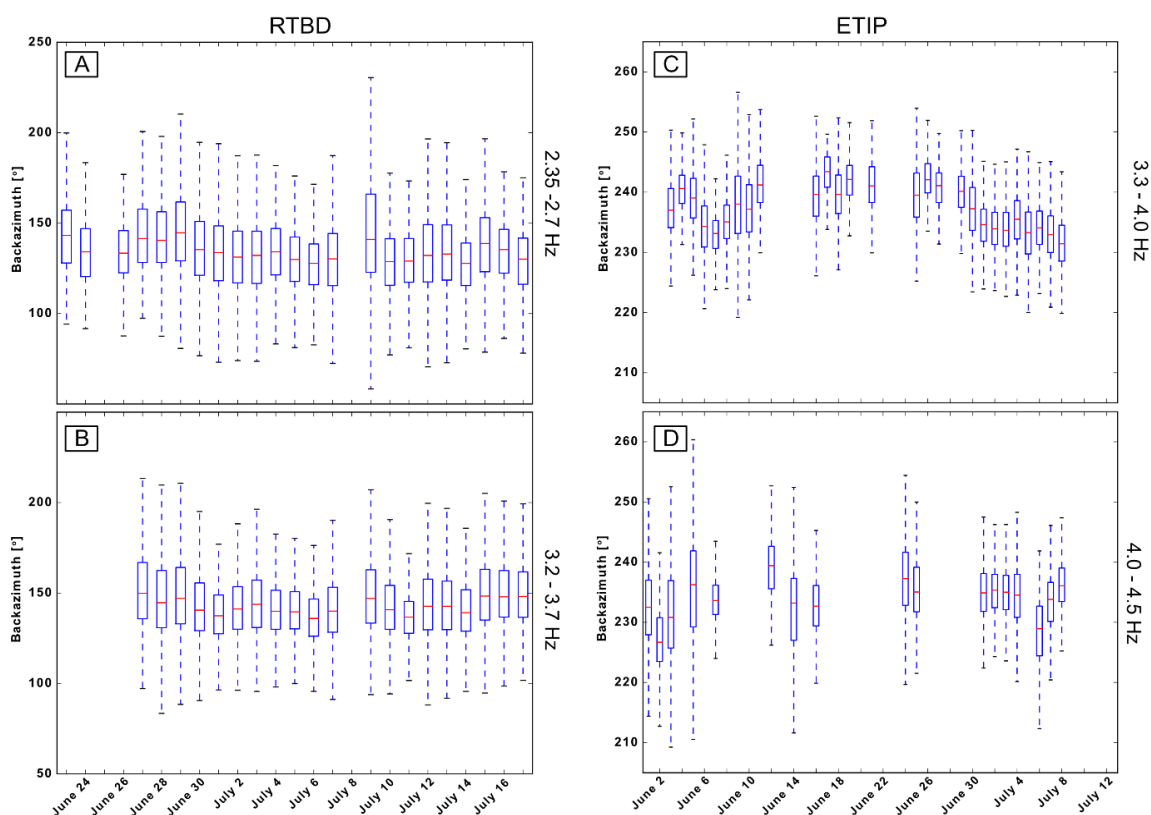 RTBD
ETIP
A
250
200
150
100
Backazimuth [°]
2.35 -2.7 Hz
C
260
250
240
230
220
210
Backazimuth [°]
3.3 - 4.0 Hz
B
200
150
100
50
Backazimuth [°]
3.2 - 3.7 Hz
June 24
June 26
June 28
June 30
July 2
July 4
July 6
July 8
July 10
July 12
July 14
July 16
D
260
250
240
230
220
210
Backazimuth [°]
4.0 - 4.5 Hz
June 2
June 6
June 10
June 14
June 18
June 22
June 26
June 30
July 4
July 8
July 12